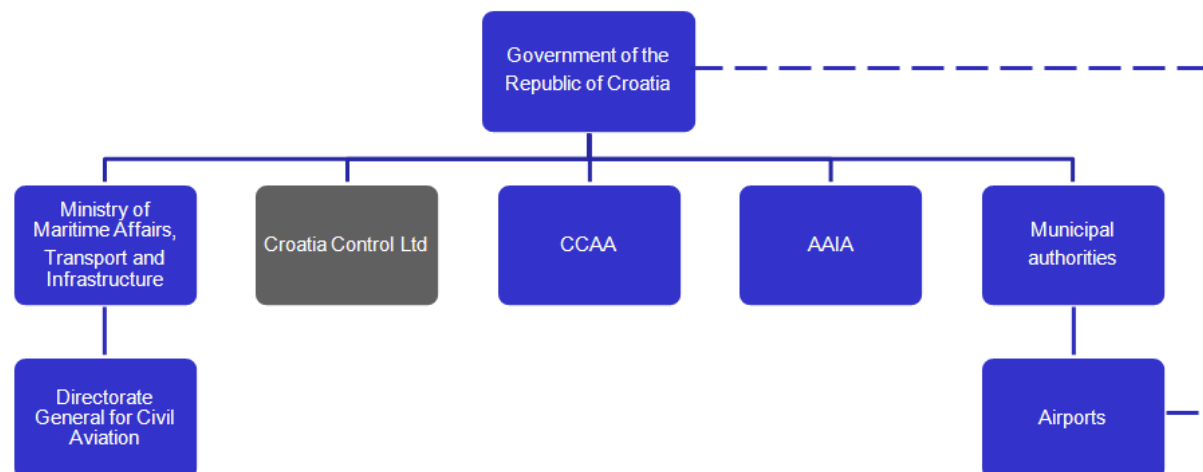 Government of the
Republic of Croatia
Ministry of
Maritime Affairs,
Transport and
Infrastructure
Croatia Control Ltd
CCAA
AAIA
Municipal
authorities
Directorate
General for Civil
Aviation
Airports